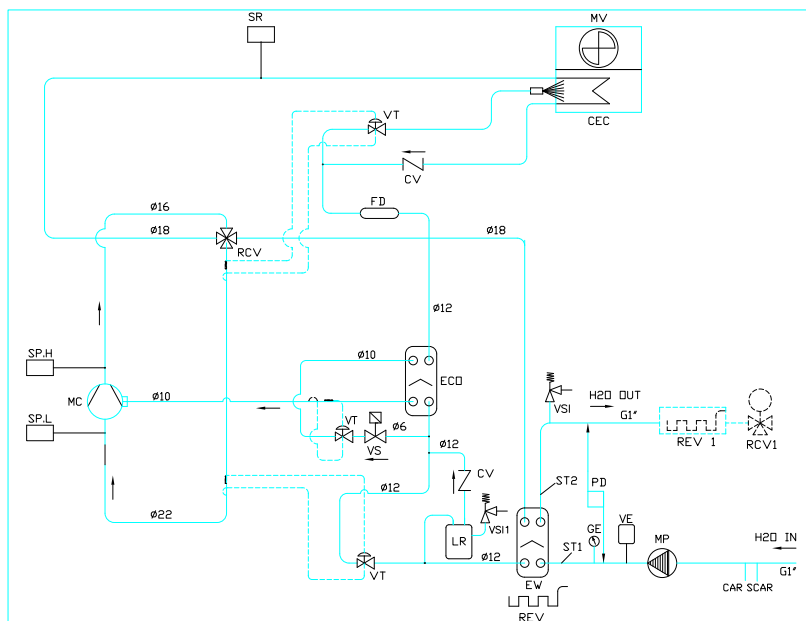 SR
MV
CEC
VT
CV
FD
ø16
ø18
RCV
ø18
ø12
SP.H
ø10
ECO
MC
ø10
VSI
H2O OUT
G1"
SP.L
VT
VS
ø6
REV 1
RCV1
ø12
CV
ø12
ST2
PD
ø22
VSI1
GE
VE
H2O IN
LR
MP
VT
ø12
ST1
G1"
EW
CAR SCAR
REV